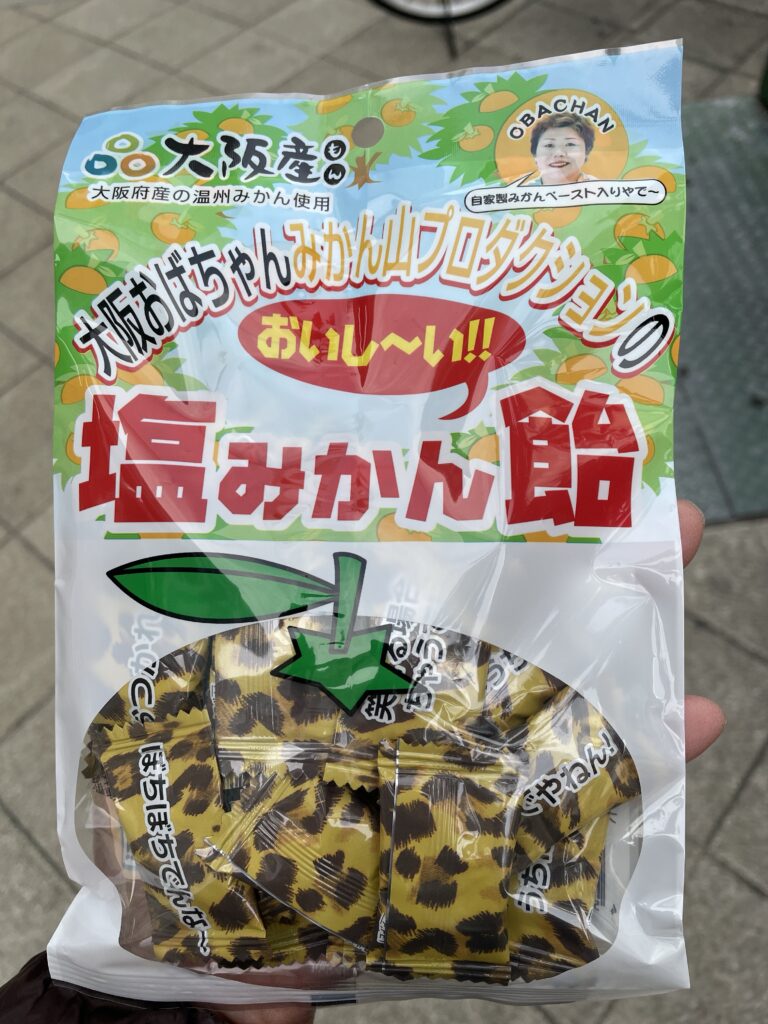 大阪産もん
OBACHAN
大阪府産の温州みかん使用
自家製みかんペースト入りやで～
大阪おばちゃんみかん山プロダクションの
おいし～い!!
塩みかん飴
ぼちぼちでんな～
やねん!
うち